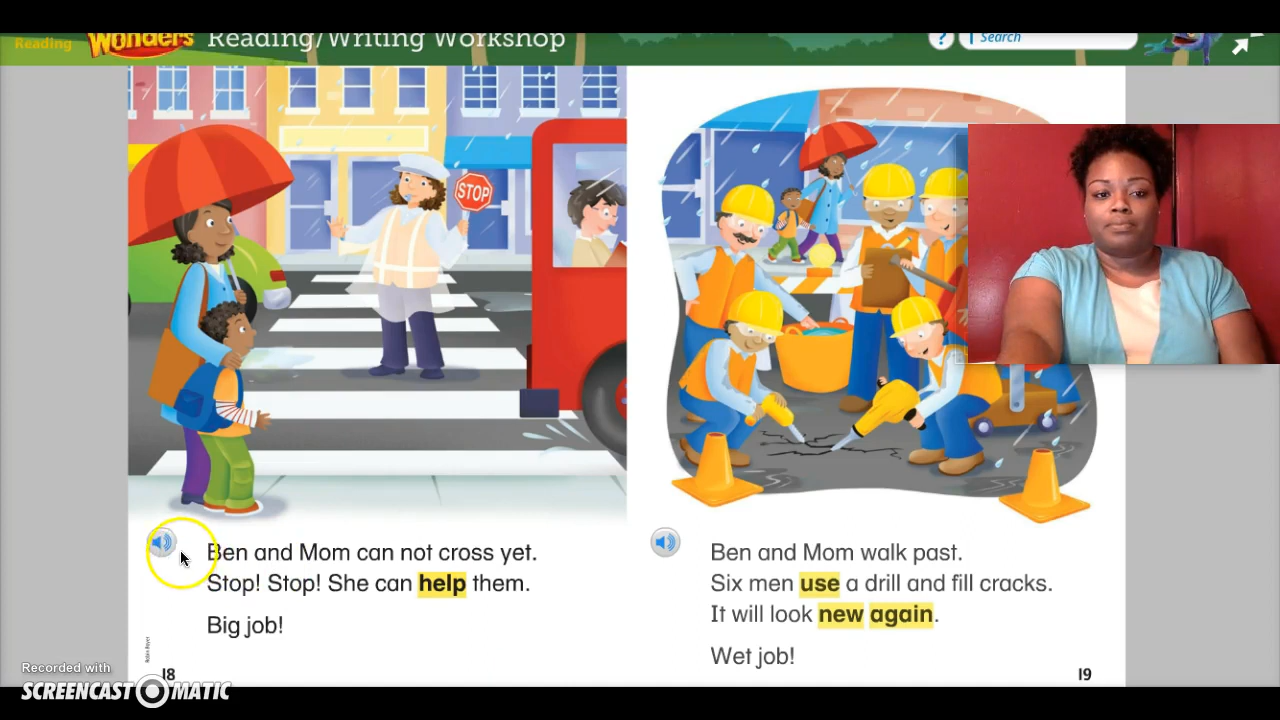 Reading
Wonders
Reading/Writing Workshop
?
Search
STOP
Ben and Mom can not cross yet.
Stop! Stop! She can help them.
Big job!
18
Ben and Mom walk past.
Six men use a drill and fill cracks.
It will look new again.
Wet job!
19
Recorded with
SCREENCAST O MATIC